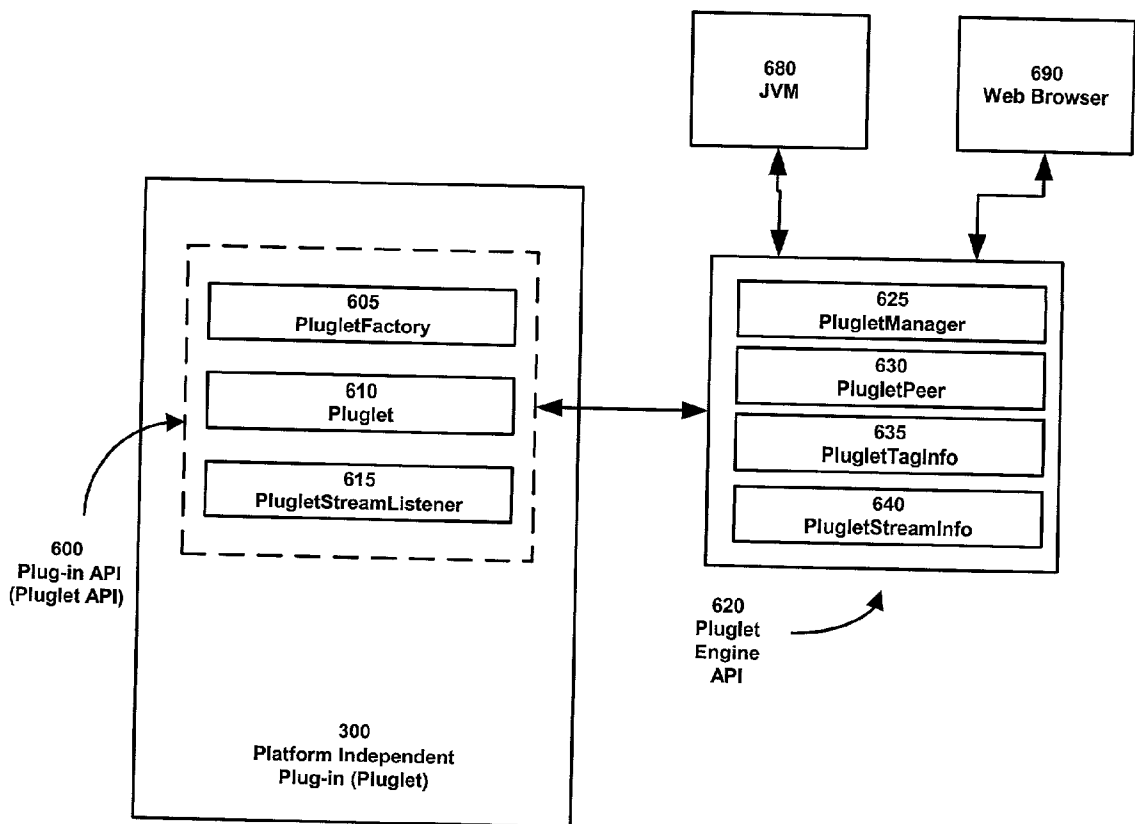 680
JVM
690
Web Browser
605
PlugletFactory
610
Pluglet
615
PlugletStreamListener
625
PlugletManager
630
PlugletPeer
635
PlugletTagInfo
640
PlugletStreamInfo
600
Plug-in API
(Pluglet API)
620
Pluglet
Engine
API
300
Platform Independent
Plug-in (Pluglet)